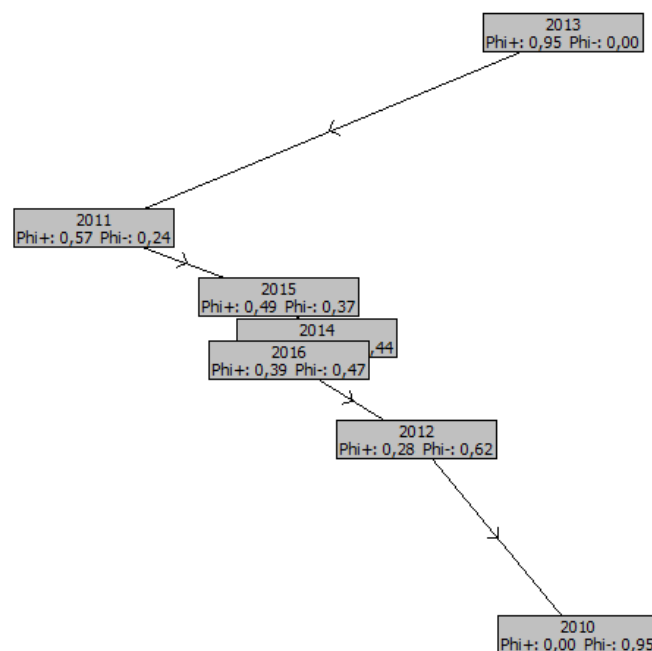 2013
Phi+: 0,95 Phi-: 0,00
2011
Phi+: 0,57 Phi-: 0,24
2015
Phi+: 0,49 Phi-: 0,37
2014
,44
2016
Phi+: 0,39 Phi-: 0,47
2012
Phi+: 0,28 Phi-: 0,62
2010
Phi+: 0,00 Phi-: 0,95